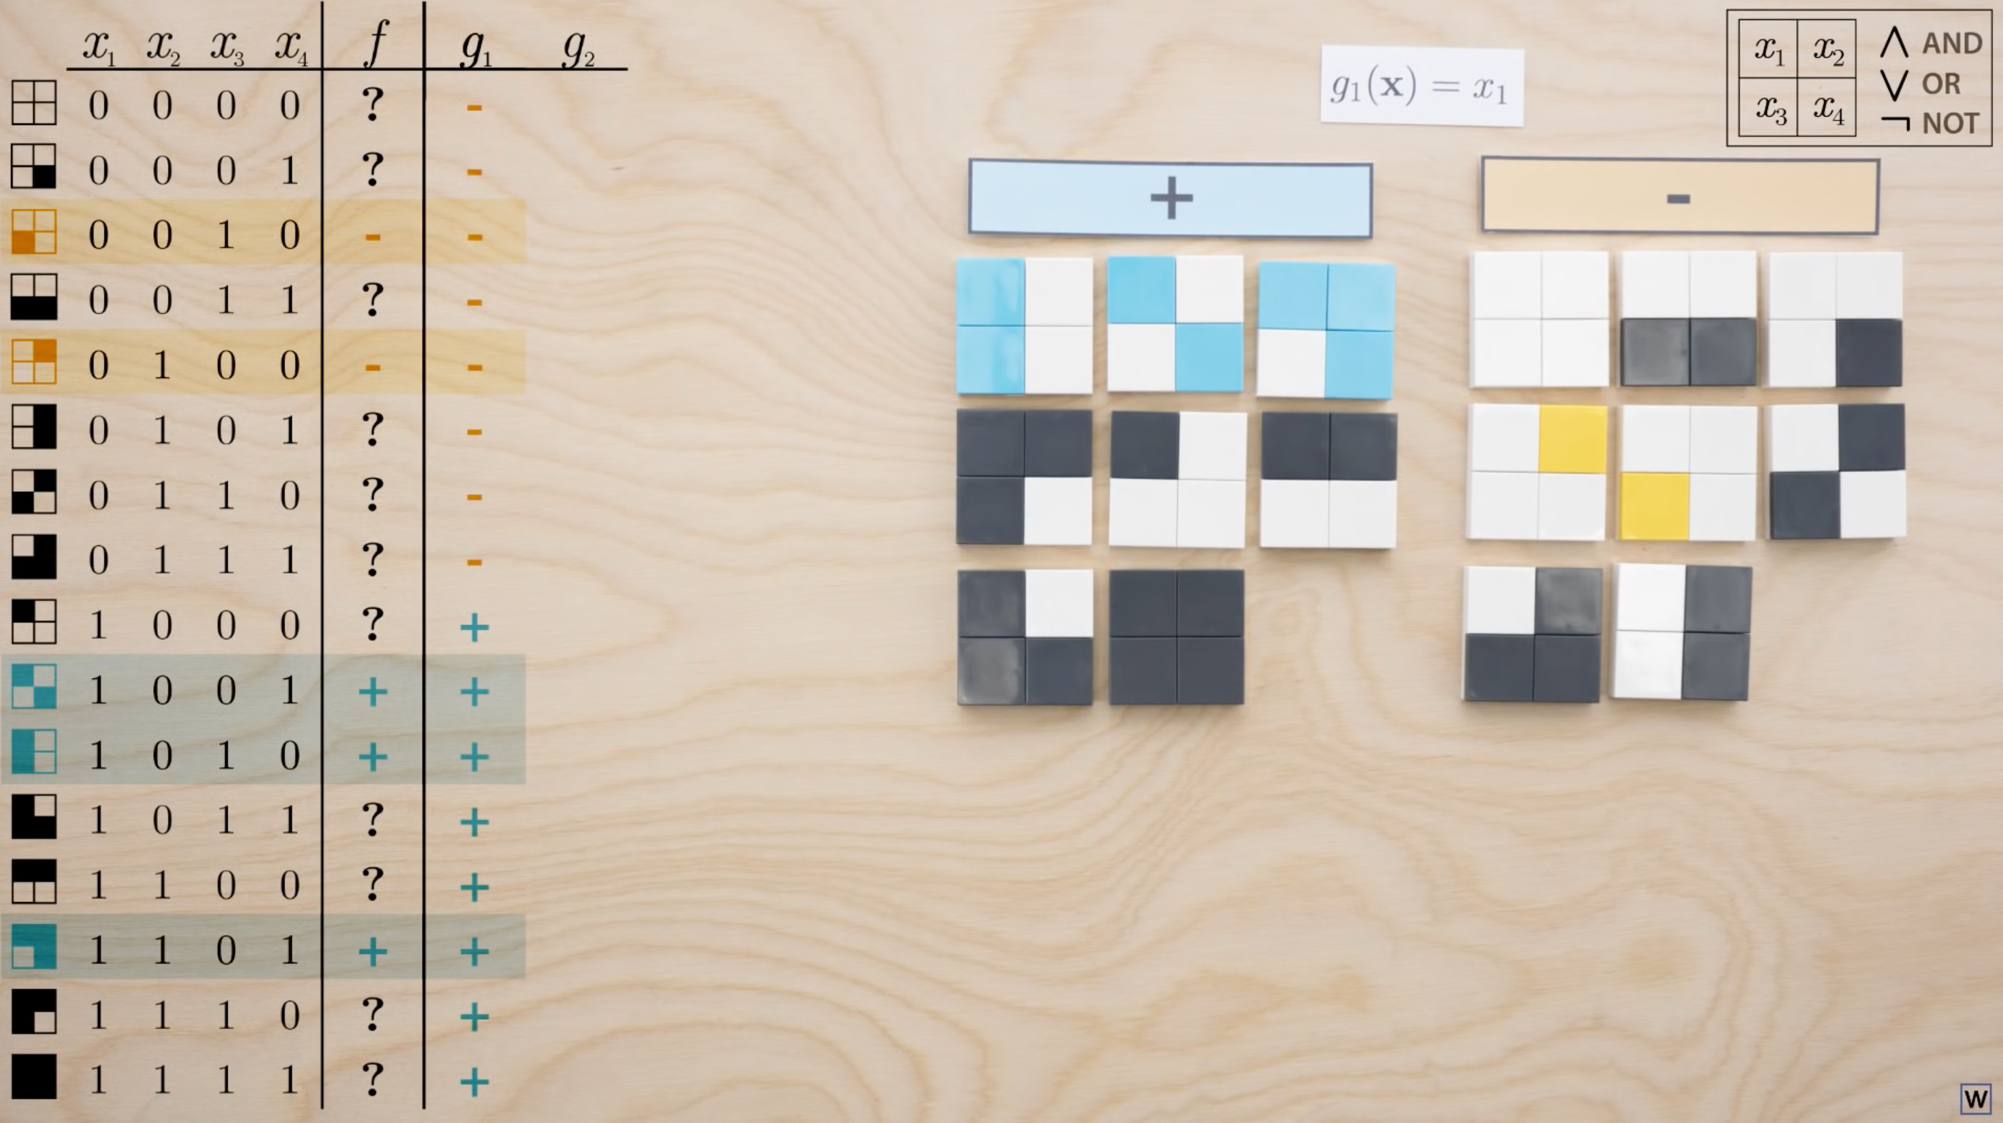 x₁ x₂ x₃ x₄ f g₁ g₂
0 0 0 0 ? -
0 0 0 1 ? -
0 0 1 0 - -
0 0 1 1 ? -
0 1 0 0 - -
0 1 0 1 ? -
0 1 1 0 ? -
0 1 1 1 ? -
1 0 0 0 ? +
1 0 0 1 + +
1 0 1 0 + +
1 0 1 1 ? +
1 1 0 0 ? +
1 1 0 1 + +
1 1 1 0 ? +
1 1 1 1 ? +
g₁(x) = x₁
+
-
x₁ x₂
x₃ x₄
∧ AND
∨ OR
¬ NOT
W